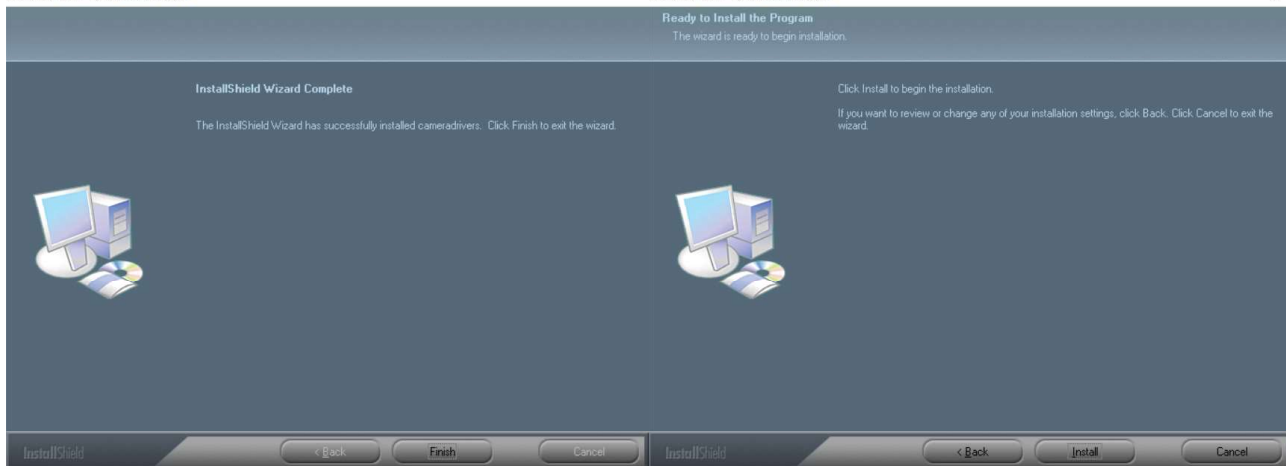 InstallShield Wizard Complete
The InstallShield Wizard has successfully installed cameradrivers. Click Finish to exit the wizard.
InstallShield
< Back
Finish
Cancel
Ready to Install the Program
The wizard is ready to begin installation.
Click Install to begin the installation.
If you want to review or change any of your installation settings, click Back. Click Cancel to exit the
wizard.
InstallShield
< Back
Install
Cancel